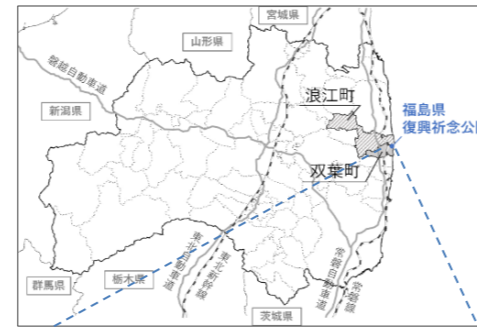 宮城県
山形県
磐越自動車道
新潟県
浪江町
福島県
復興祈念公
双葉町
東北自動車道
東北新幹線
常磐自動車道
常磐線
群馬県
栃木県
茨城県